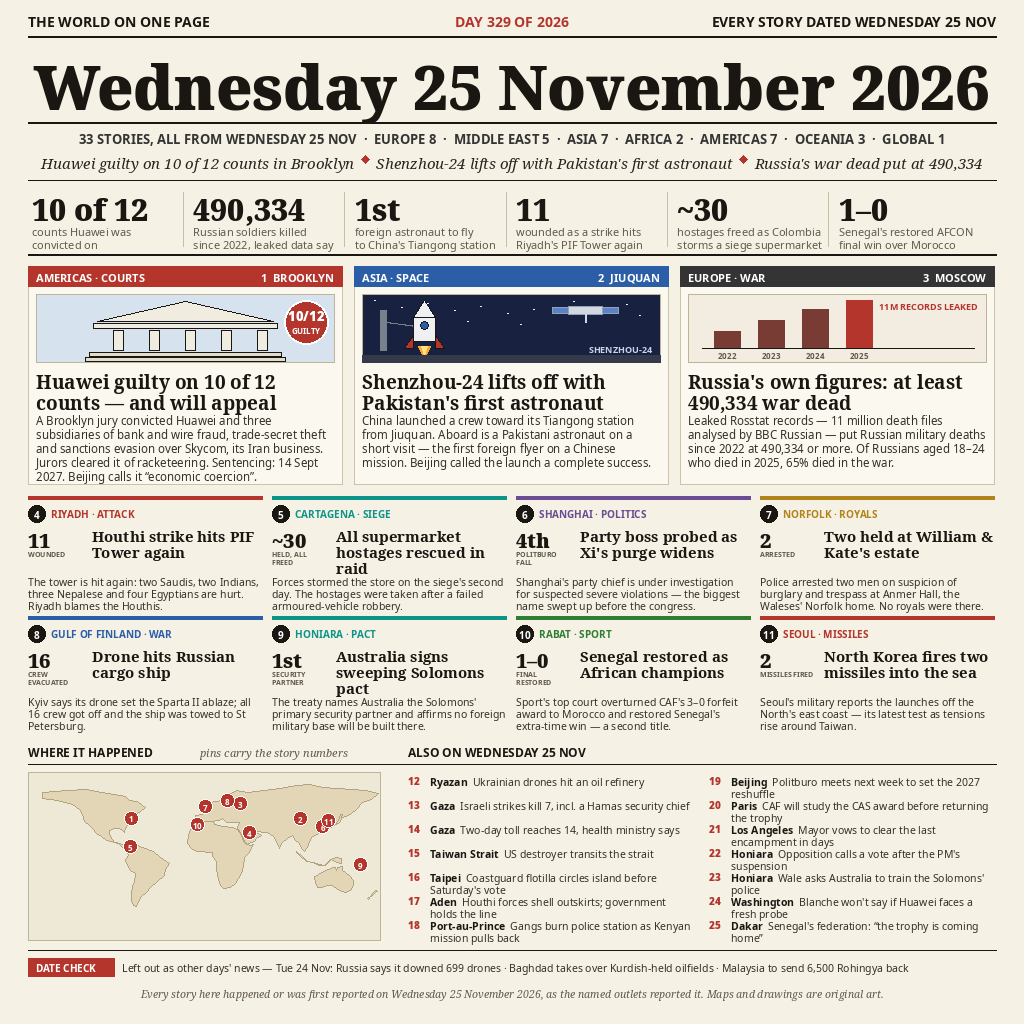 THE WORLD ON ONE PAGE
DAY 329 OF 2026
EVERY STORY DATED WEDNESDAY 25 NOV
Wednesday 25 November 2026
33 STORIES, ALL FROM WEDNESDAY 25 NOV · EUROPE 8 · MIDDLE EAST 5 · ASIA 7 · AFRICA 2 · AMERICAS 7 · OCEANIA 3 · GLOBAL 1
Huawei guilty on 10 of 12 counts in Brooklyn ◆ Shenzhou-24 lifts off with Pakistan's first astronaut ◆ Russia's war dead put at 490,334
10 of 12
counts Huawei was
convicted on
490,334
Russian soldiers killed
since 2022, leaked data say
1st
foreign astronaut to fly
to China's Tiangong station
11
wounded as a strike hits
Riyadh's PIF Tower again
~30
hostages freed as Colombia
storms a siege supermarket
1–0
Senegal's restored AFCON
final win over Morocco
AMERICAS · COURTS
1 BROOKLYN
10/12
GUILTY
Huawei guilty on 10 of 12
counts — and will appeal
A Brooklyn jury convicted Huawei and three
subsidiaries of bank and wire fraud, trade-secret theft
and sanctions evasion over Skycom, its Iran business.
Jurors cleared it of racketeering. Sentencing: 14 Sept
2027. Beijing calls it “economic coercion”.
ASIA · SPACE
2 JIUQUAN
SHENZHOU-24
Shenzhou-24 lifts off with
Pakistan's first astronaut
China launched a crew toward its Tiangong station
from Jiuquan. Aboard is a Pakistani astronaut on a
short visit — the first foreign flyer on a Chinese
mission. Beijing called the launch a complete success.
EUROPE · WAR
3 MOSCOW
11M RECORDS LEAKED
2022
2023
2024
2025
Russia's own figures: at least
490,334 war dead
Leaked Rosstat records — 11 million death files
analysed by BBC Russian — put Russian military deaths
since 2022 at 490,334 or more. Of Russians aged 18–24
who died in 2025, 65% died in the war.
4 RIYADH · ATTACK
11
WOUNDED
Houthi strike hits PIF
Tower again
The tower is hit again: two Saudis, two Indians,
three Nepalese and four Egyptians are hurt.
Riyadh blames the Houthis.
5 CARTAGENA · SIEGE
~30
HELD, ALL
FREED
All supermarket
hostages rescued in
raid
Forces stormed the store on the siege's second
day. The hostages were taken after a failed
armoured-vehicle robbery.
6 SHANGHAI · POLITICS
4th
POLITBURO
FALL
Party boss probed as
Xi's purge widens
Shanghai's party chief is under investigation
for suspected severe violations — the biggest
name swept up before the congress.
7 NORFOLK · ROYALS
2
ARRESTED
Two held at William &
Kate's estate
Police arrested two men on suspicion of
burglary and trespass at Anmer Hall, the
Waleses' Norfolk home. No royals were there.
8 GULF OF FINLAND · WAR
16
CREW
EVACUATED
Drone hits Russian
cargo ship
Kyiv says its drone set the Sparta II ablaze; all
16 crew got off and the ship was towed to St
Petersburg.
9 HONIARA · PACT
1st
SECURITY
PARTNER
Australia signs
sweeping Solomons
pact
The treaty names Australia the Solomons'
primary security partner and affirms no foreign
military base will be built there.
10 RABAT · SPORT
1–0
FINAL
RESTORED
Senegal restored as
African champions
Sport's top court overturned CAF's 3–0 forfeit
award to Morocco and restored Senegal's
extra-time win — a second title.
11 SEOUL · MISSILES
2
MISSILES FIRED
North Korea fires two
missiles into the sea
Seoul's military reports the launches off the
North's east coast — its latest test as tensions
rise around Taiwan.
WHERE IT HAPPENED
pins carry the story numbers
1
5
7
8
3
10
4
2
6
11
9
ALSO ON WEDNESDAY 25 NOV
12 Ryazan Ukrainian drones hit an oil refinery
13 Gaza Israeli strikes kill 7, incl. a Hamas security chief
14 Gaza Two-day toll reaches 14, health ministry says
15 Taiwan Strait US destroyer transits the strait
16 Taipei Coastguard flotilla circles island before
Saturday's vote
17 Aden Houthi forces shell outskirts; government
holds the line
18 Port-au-Prince Gangs burn police station as Kenyan
mission pulls back
19 Beijing Politburo meets next week to set the 2027
reshuffle
20 Paris CAF will study the CAS award before returning
the trophy
21 Los Angeles Mayor vows to clear the last
encampment in days
22 Honiara Opposition calls a vote after the PM's
suspension
23 Honiara Wale asks Australia to train the Solomons'
police
24 Washington Blanche won't say if Huawei faces a
fresh probe
25 Dakar Senegal's federation: “the trophy is coming
home”
DATE CHECK
Left out as other days' news — Tue 24 Nov: Russia says it downed 699 drones · Baghdad takes over Kurdish-held oilfields · Malaysia to send 6,500 Rohingya back
Every story here happened or was first reported on Wednesday 25 November 2026, as the named outlets reported it. Maps and drawings are original art.